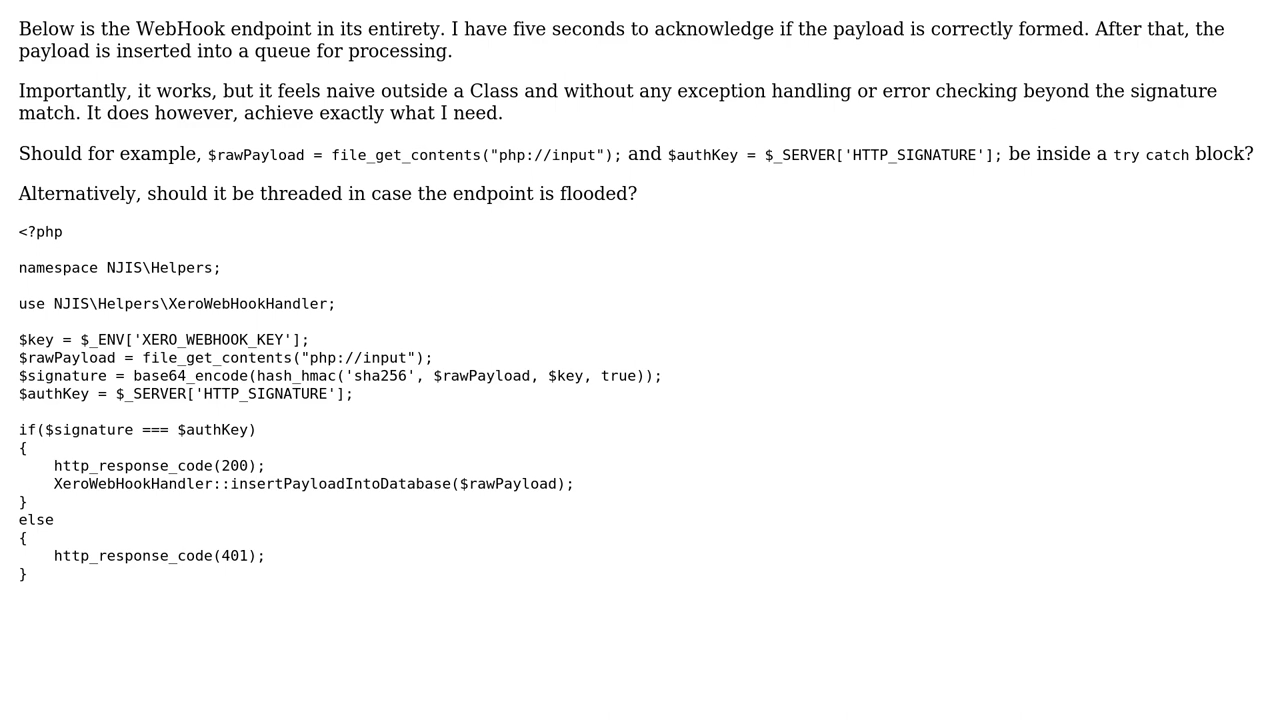 Below is the WebHook endpoint in its entirety. I have five seconds to acknowledge if the payload is correctly formed. After that, the
payload is inserted into a queue for processing.
Importantly, it works, but it feels naive outside a Class and without any exception handling or error checking beyond the signature
match. It does however, achieve exactly what I need.
Should for example, $rawPayload = file_get_contents("php://input"); and $authKey = $_SERVER['HTTP_SIGNATURE']; be inside a try catch block?
Alternatively, should it be threaded in case the endpoint is flooded?
<?php
namespace NJIS\Helpers;
use NJIS\Helpers\XeroWebHookHandler;
$key = $_ENV['XERO_WEBHOOK_KEY'];
$rawPayload = file_get_contents("php://input");
$signature = base64_encode(hash_hmac('sha256', $rawPayload, $key, true));
$authKey = $_SERVER['HTTP_SIGNATURE'];
if($signature === $authKey)
{
    http_response_code(200);
    XeroWebHookHandler::insertPayloadIntoDatabase($rawPayload);
}
else
{
    http_response_code(401);
}